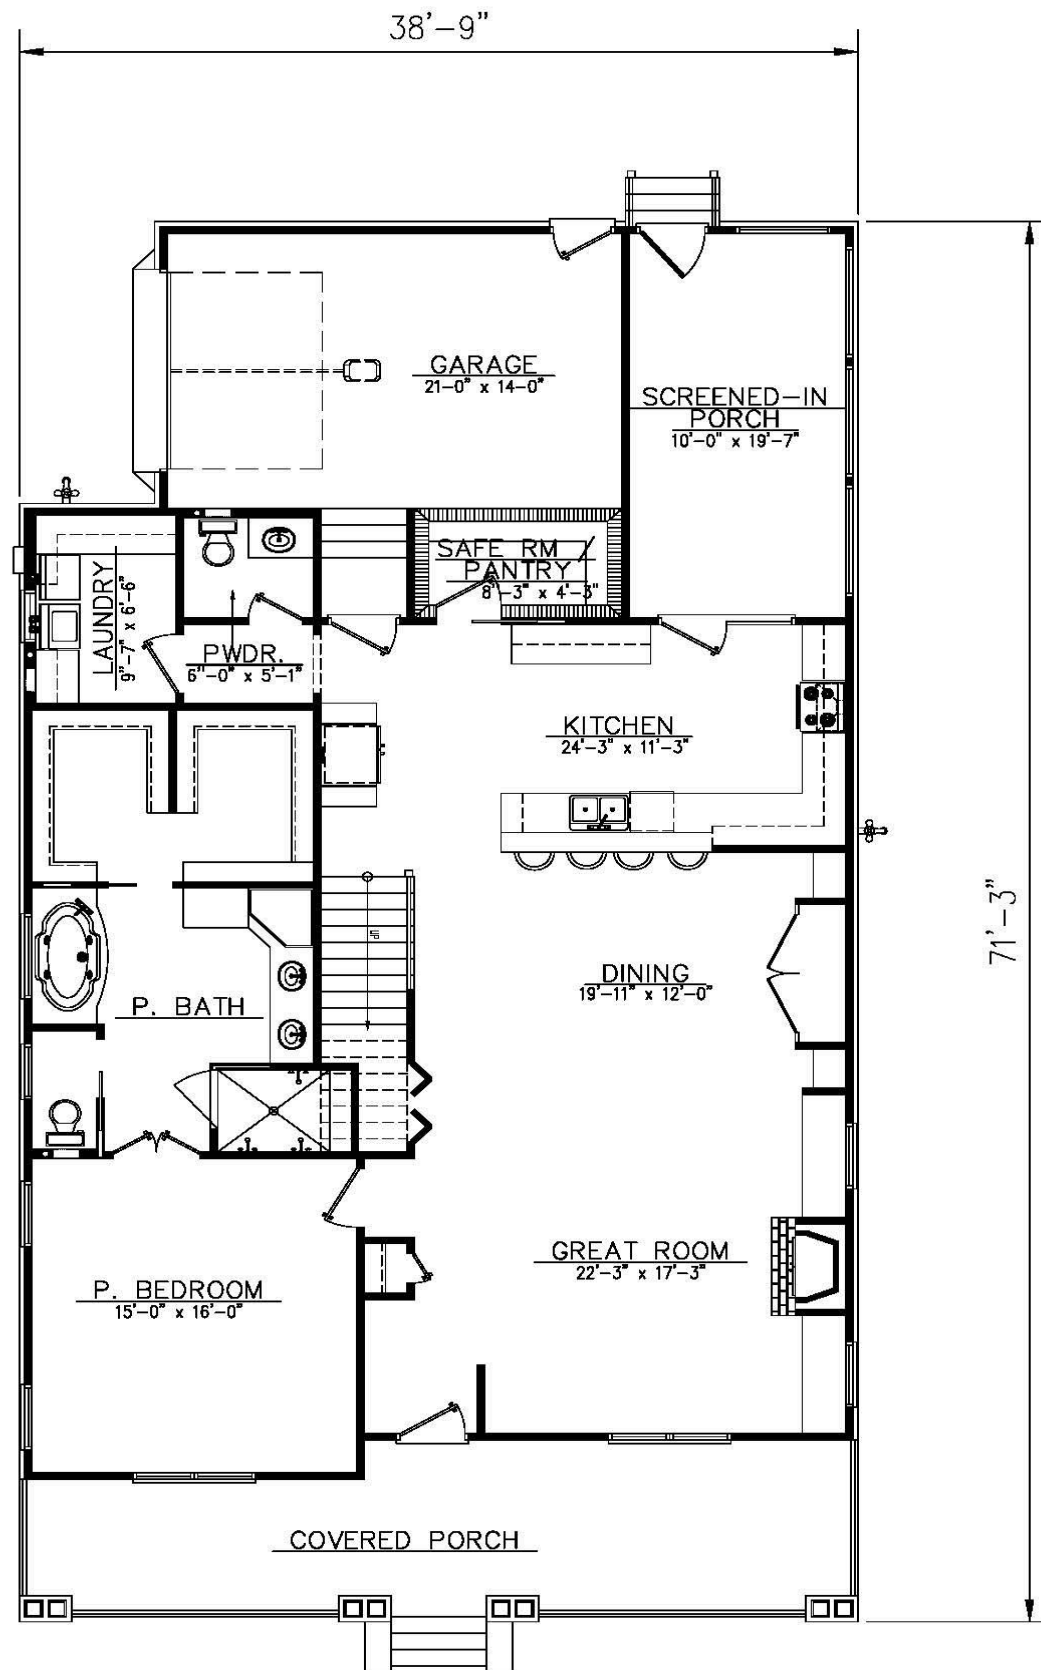 38'-9"
GARAGE
21-0" x 14-0"
SCREENED-IN
PORCH
10'-0" x 19'-7"
SAFE RM /
PANTRY
8'-3" x 4'-3"
LAUNDRY
9"-7" x 6'-6"
PWDR.
6'-0" x 5'-1"
KITCHEN
24'-3" x 11'-3"
UP
71'-3"
DINING
19'-11" x 12'-0"
P. BATH
GREAT ROOM
22'-3" x 17'-3"
P. BEDROOM
15'-0" x 16'-0"
COVERED PORCH